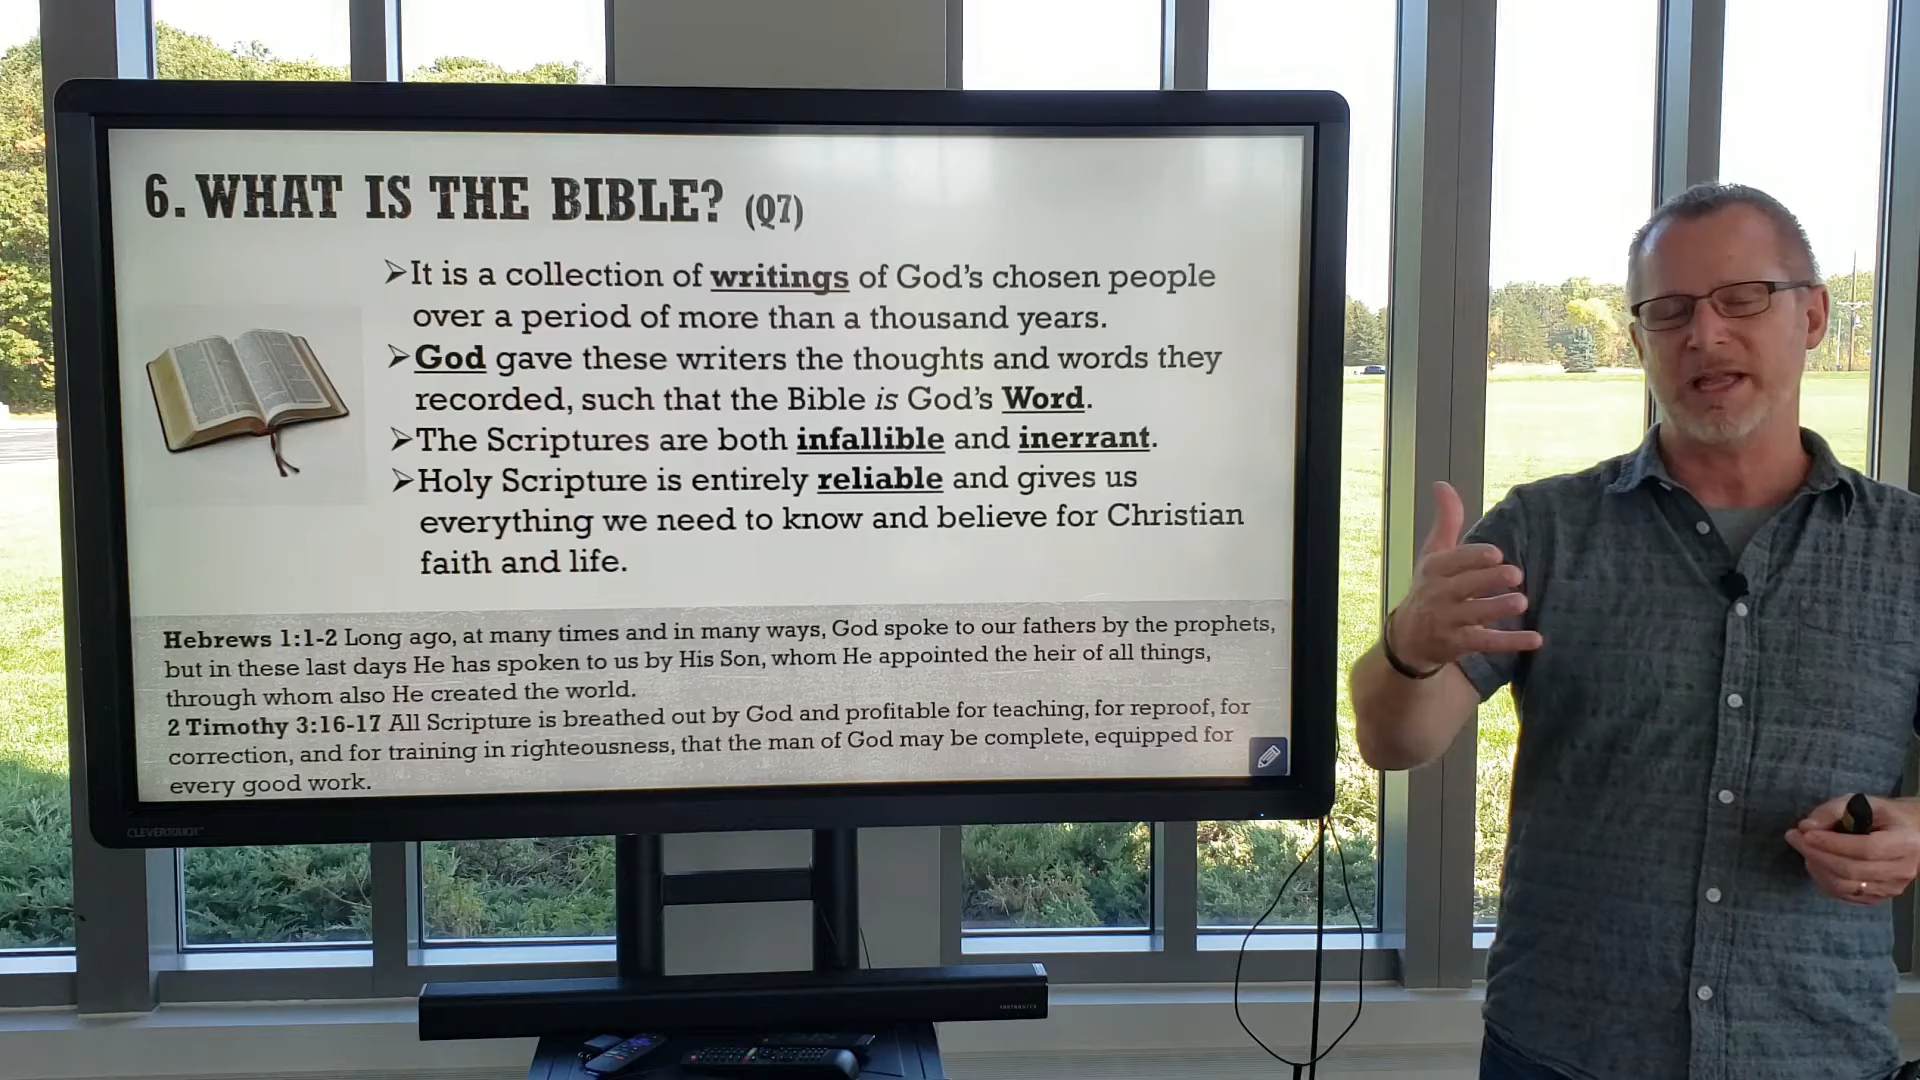 6. WHAT IS THE BIBLE? (Q7)
➢It is a collection of writings of God's chosen people
over a period of more than a thousand years.
➢God gave these writers the thoughts and words they
recorded, such that the Bible is God's Word.
➢The Scriptures are both infallible and inerrant.
➢Holy Scripture is entirely reliable and gives us
everything we need to know and believe for Christian
faith and life.
Hebrews 1:1-2 Long ago, at many times and in many ways, God spoke to our fathers by the prophets,
but in these last days He has spoken to us by His Son, whom He appointed the heir of all things,
through whom also He created the world.
2 Timothy 3:16-17 All Scripture is breathed out by God and profitable for teaching, for reproof, for
correction, and for training in righteousness, that the man of God may be complete, equipped for
every good work.
CLEVERTOUCH